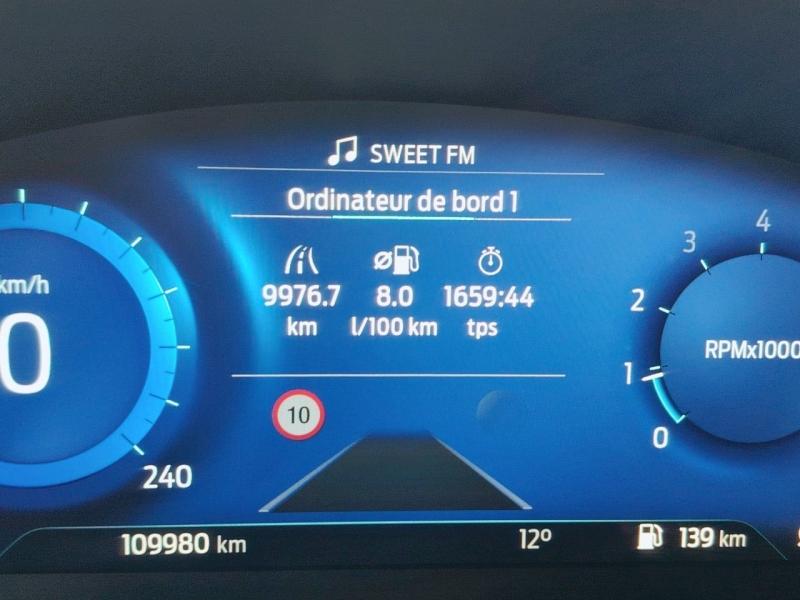 SWEET FM
Ordinateur de bord 1
9976.7 8.0 1659:44
km l/100 km tps
km/h
0
240
10
4
3
2
RPMx1000
1
0
109980 km 12° 139 km